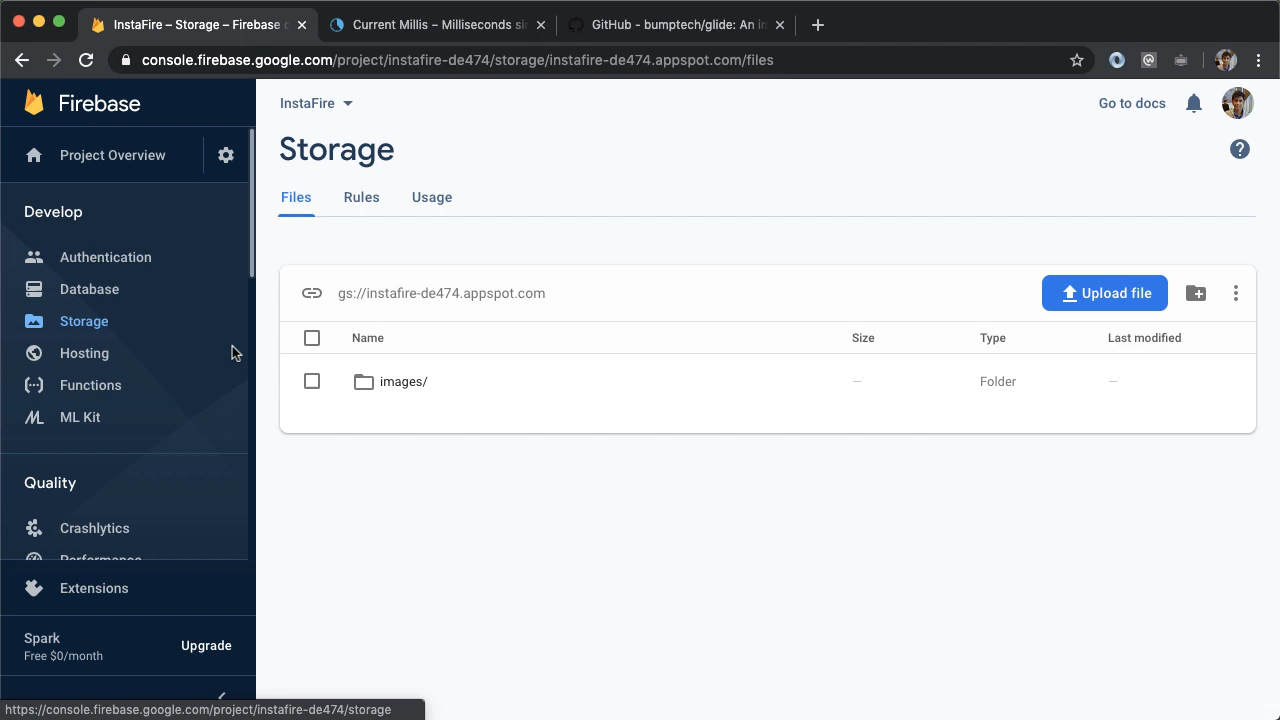 InstaFire – Storage – Firebase c
Current Millis – Milliseconds si
GitHub - bumptech/glide: An in
console.firebase.google.com/project/instafire-de474/storage/instafire-de474.appspot.com/files
Firebase
Project Overview
Develop
Authentication
Database
Storage
Hosting
Functions
ML Kit
Quality
Crashlytics
Performance
Extensions
Spark
Free $0/month
Upgrade
InstaFire
Go to docs
Storage
Files
Rules
Usage
gs://instafire-de474.appspot.com
Upload file
Name
Size
Type
Last modified
images/
–
Folder
–
https://console.firebase.google.com/project/instafire-de474/storage